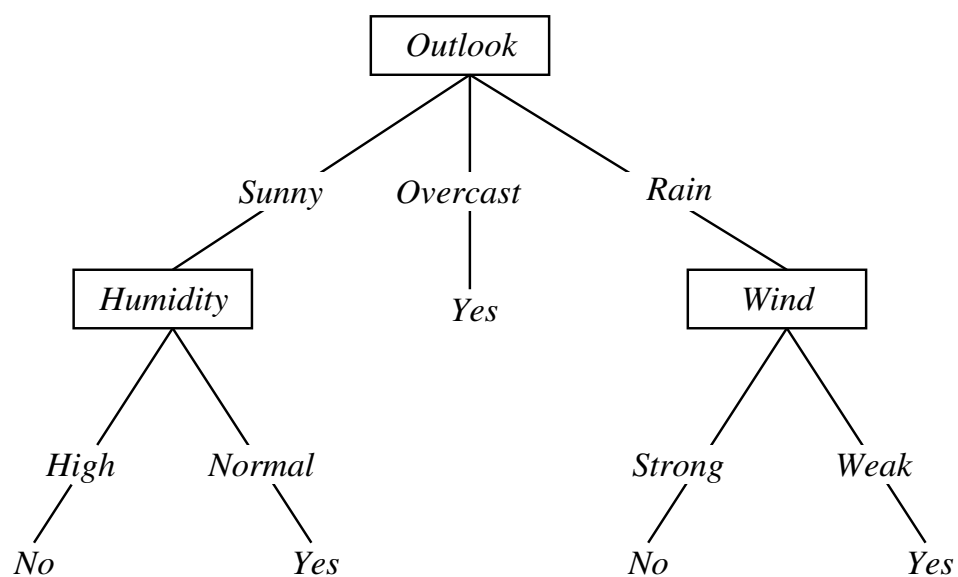 Outlook
Sunny Overcast Rain
Humidity Yes Wind
High Normal Strong Weak
No Yes No Yes